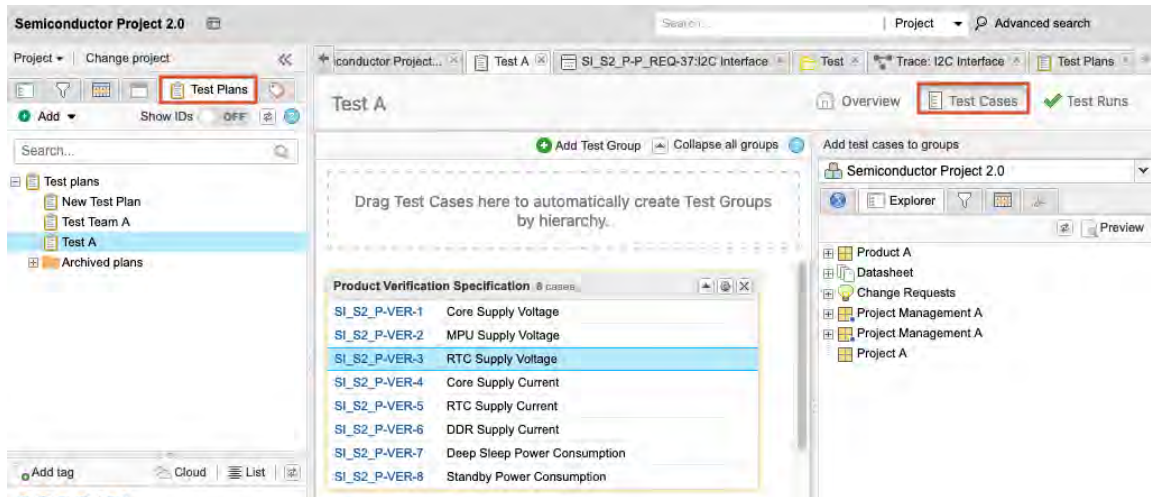 Semiconductor Project 2.0
Search...
Project
Advanced search
Project
Change project
conductor Project...
Test A
SI_S2_P-P_REQ-37:I2C Interface
Test
Trace: I2C Interface
Test Plans
Test Plans
Add
Show IDs
OFF
Search...
Test plans
New Test Plan
Test Team A
Test A
Archived plans
Add tag
Cloud
List
Test A
Overview
Test Cases
Test Runs
Add Test Group
Collapse all groups
Drag Test Cases here to automatically create Test Groups
by hierarchy.
Product Verification Specification 8 cases
SI_S2_P-VER-1 Core Supply Voltage
SI_S2_P-VER-2 MPU Supply Voltage
SI_S2_P-VER-3 RTC Supply Voltage
SI_S2_P-VER-4 Core Supply Current
SI_S2_P-VER-5 RTC Supply Current
SI_S2_P-VER-6 DDR Supply Current
SI_S2_P-VER-7 Deep Sleep Power Consumption
SI_S2_P-VER-8 Standby Power Consumption
Add test cases to groups
Semiconductor Project 2.0
Explorer
Preview
Product A
Datasheet
Change Requests
Project Management A
Project Management A
Project A